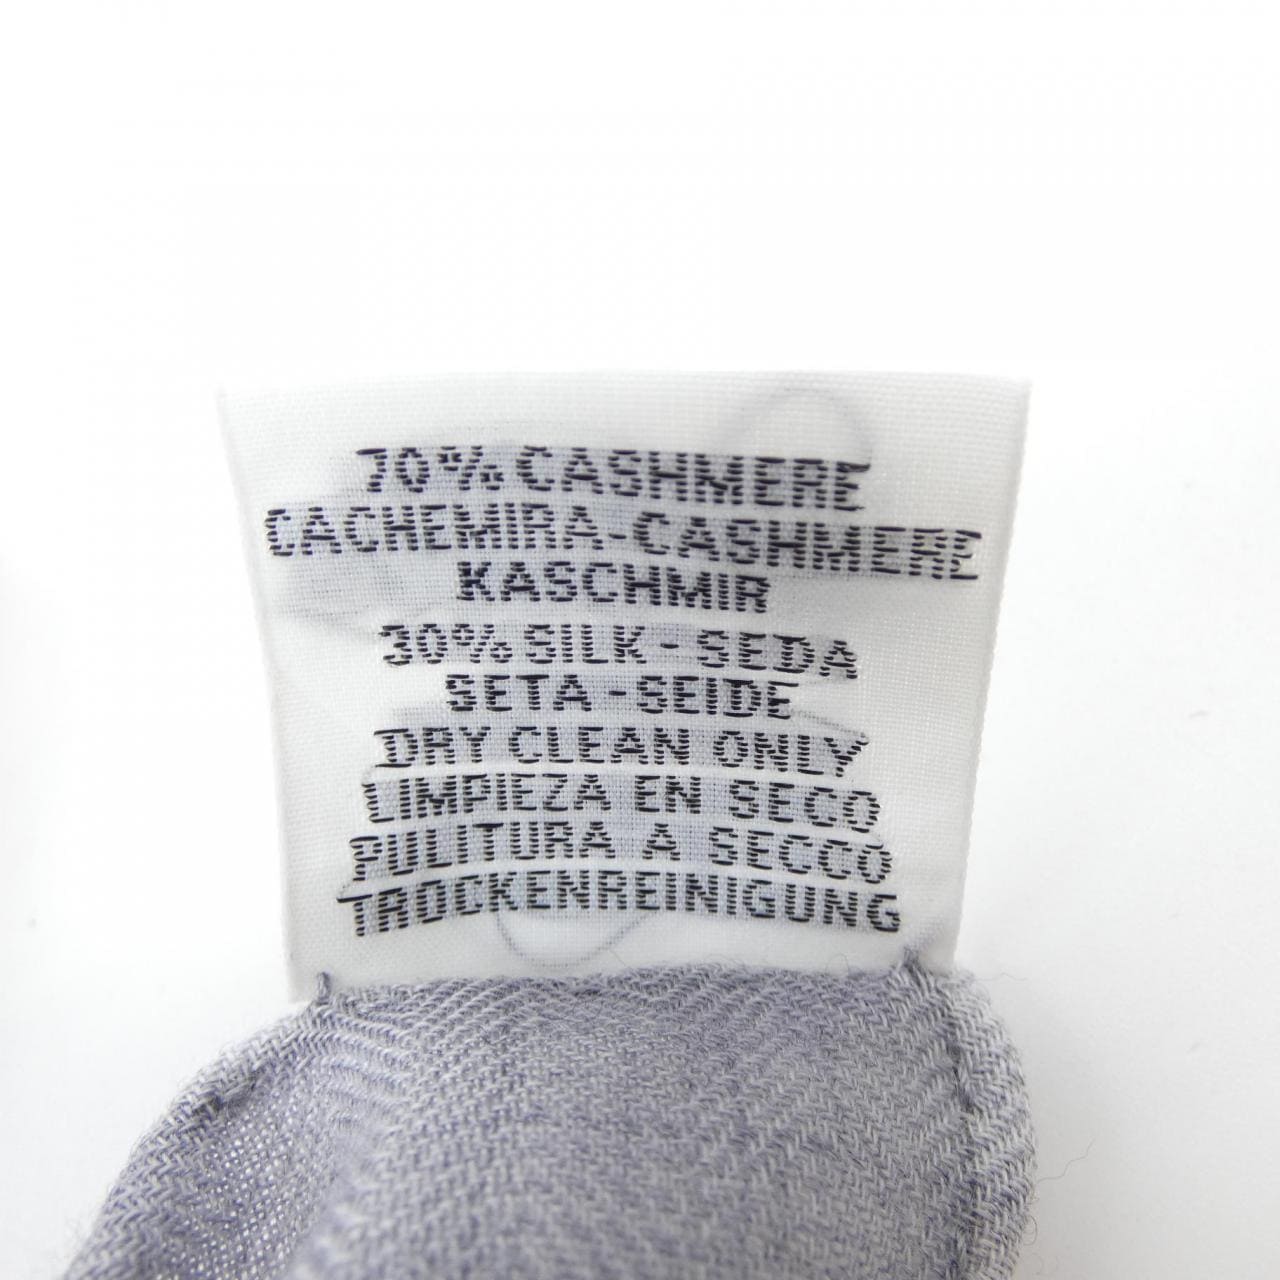 70% CASHMERE
CACHEMIRA-CASHMERE
KASCHMIR
30% SILK - SEDA
SETA - SEIDE
DRY CLEAN ONLY
LIMPIEZA EN SECO
PULITURA A SECCO
TROCKENREINIGUNG